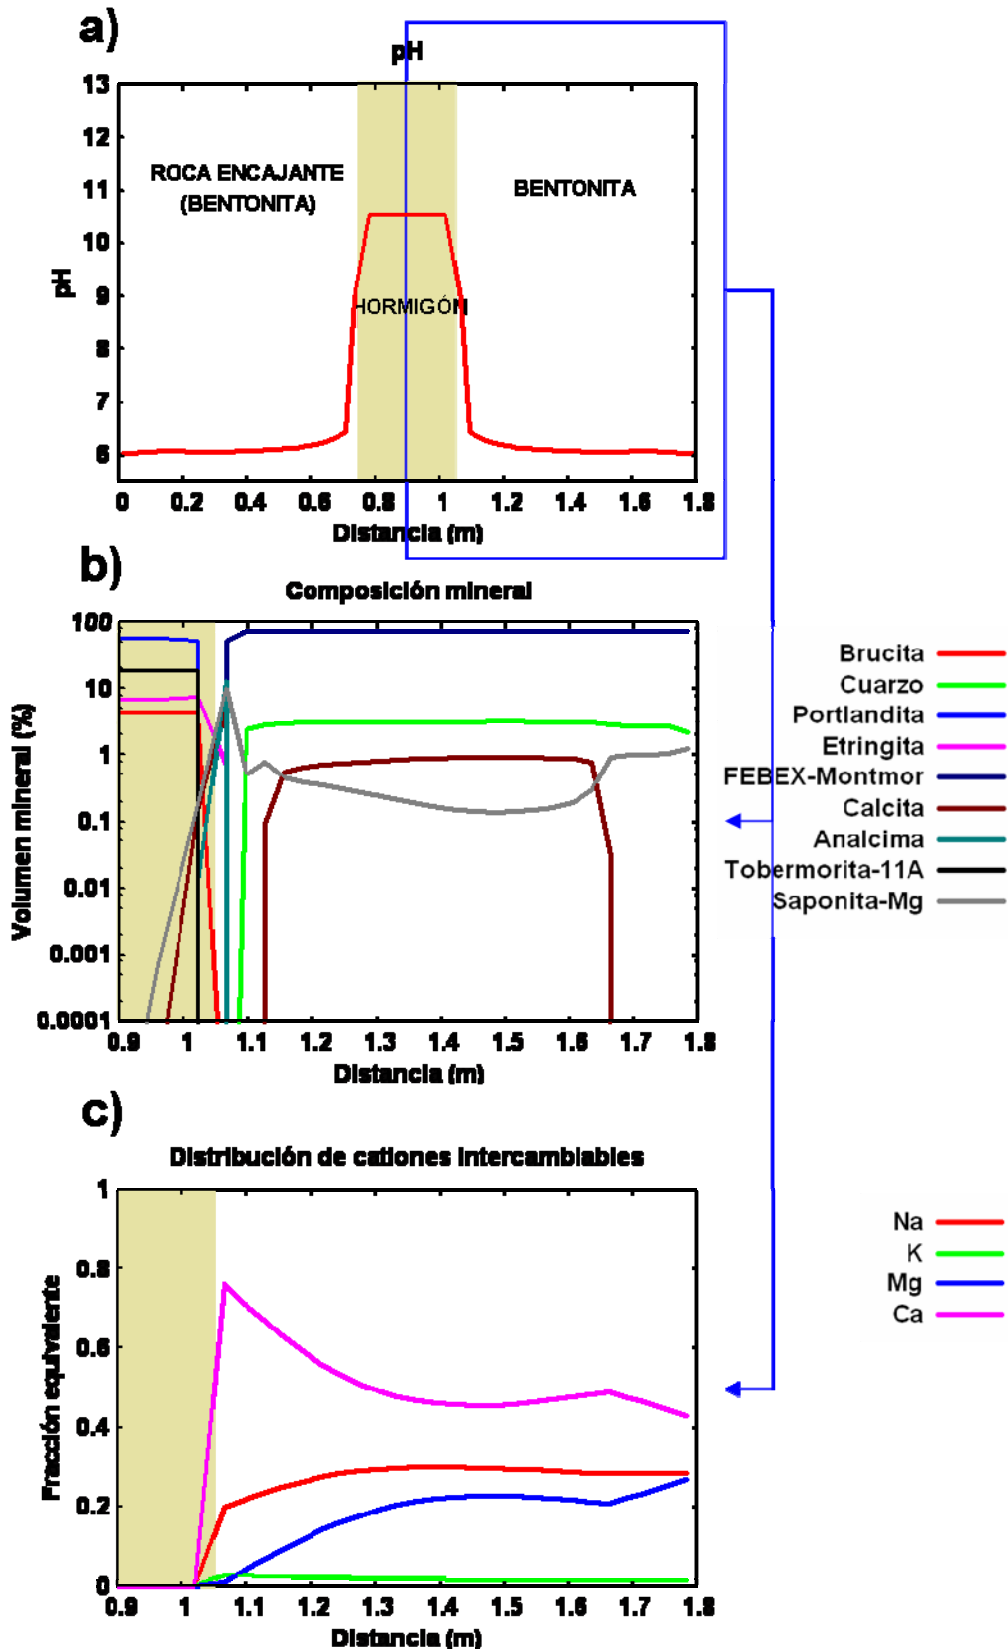 a)
pH
13
12
11
10
9
8
7
6
pH
ROCA ENCAJANTE
(BENTONITA)
BENTONITA
HORMIGÓN
0 0.2 0.4 0.6 0.8 1 1.2 1.4 1.6 1.8
Distancia (m)
b)
Composición mineral
100
10
1
0.1
0.01
0.001
0.0001
Volumen mineral (%)
0.9 1 1.1 1.2 1.3 1.4 1.5 1.6 1.7 1.8
Distancia (m)
Brucita
Cuarzo
Portlandita
Etringita
FEBEX-Montmor
Calcita
Analcima
Tobermorita-11A
Saponita-Mg
c)
Distribución de cationes intercambiables
1
0.8
0.6
0.4
0.2
0
Fracción equivalente
0.9 1 1.1 1.2 1.3 1.4 1.5 1.6 1.7 1.8
Distancia (m)
Na
K
Mg
Ca